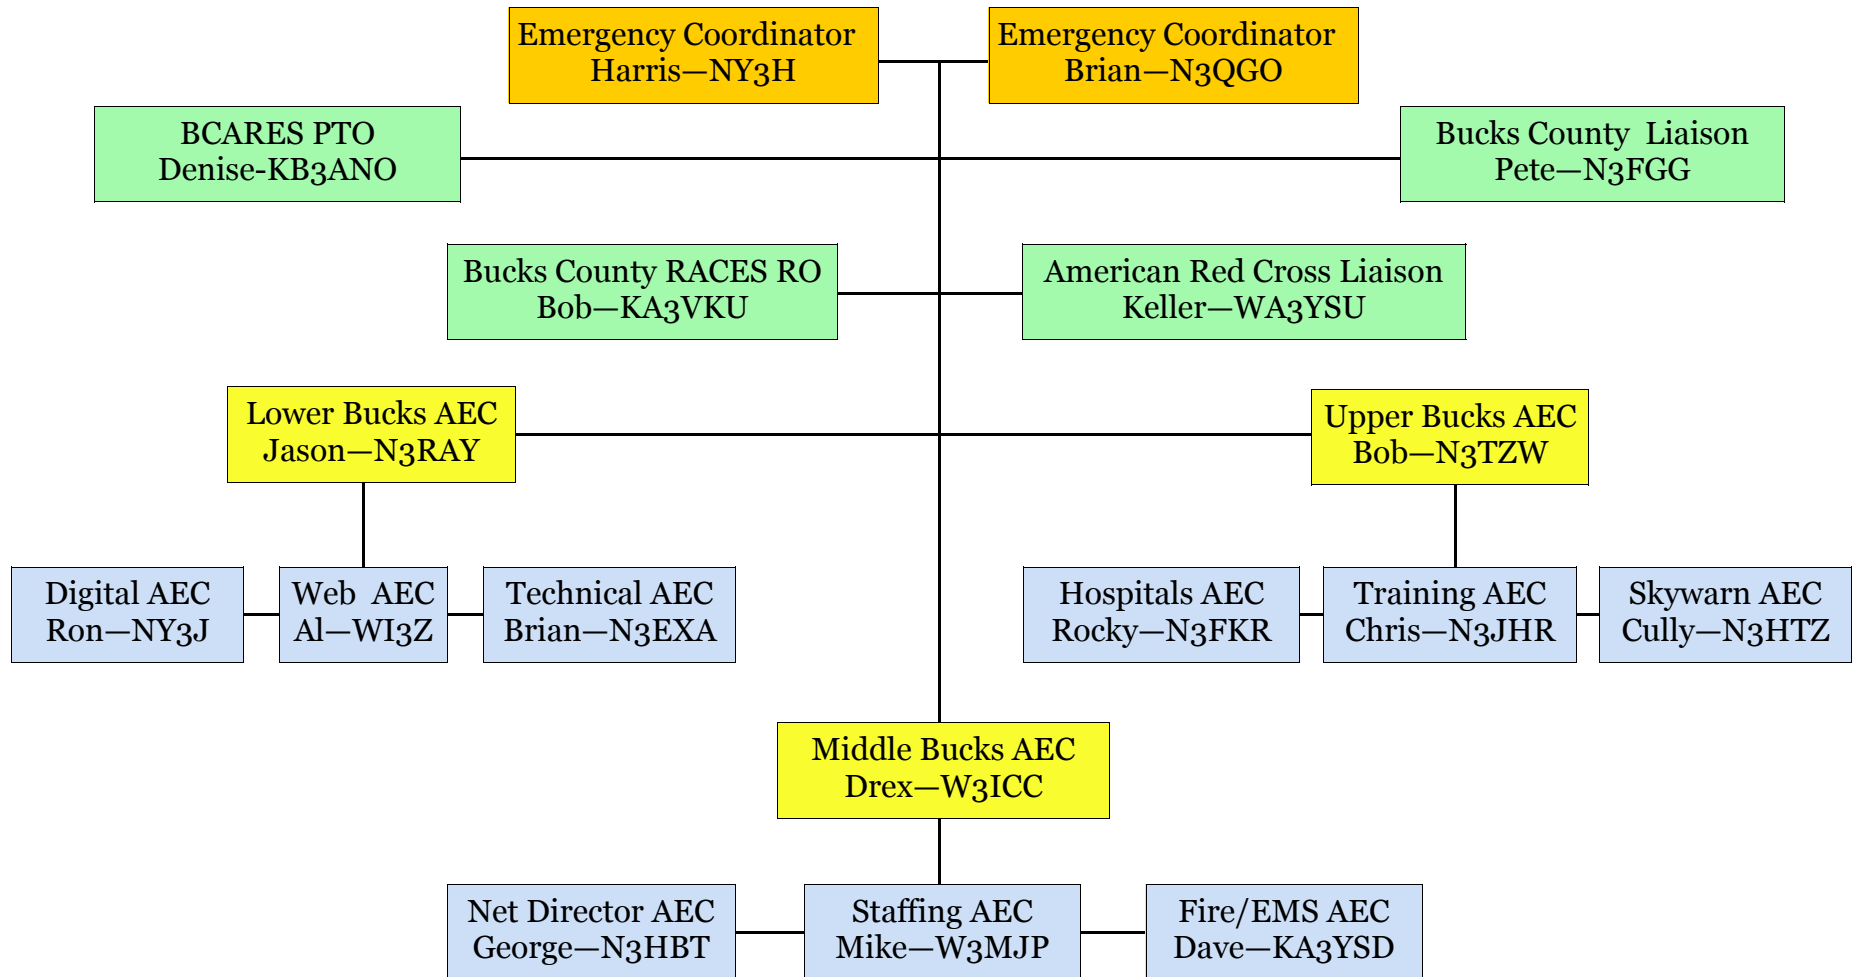 Emergency Coordinator
Harris—NY3H
Emergency Coordinator
Brian—N3QGO
BCARES PTO
Denise-KB3ANO
Bucks County  Liaison
Pete—N3FGG
Bucks County RACES RO
Bob—KA3VKU
American Red Cross Liaison
Keller—WA3YSU
Lower Bucks AEC
Jason—N3RAY
Upper Bucks AEC
Bob—N3TZW
Digital AEC
Ron—NY3J
Web  AEC
Al—WI3Z
Technical AEC
Brian—N3EXA
Hospitals AEC
Rocky—N3FKR
Training AEC
Chris—N3JHR
Skywarn AEC
Cully—N3HTZ
Middle Bucks AEC
Drex—W3ICC
Net Director AEC
George—N3HBT
Staffing AEC
Mike—W3MJP
Fire/EMS AEC
Dave—KA3YSD